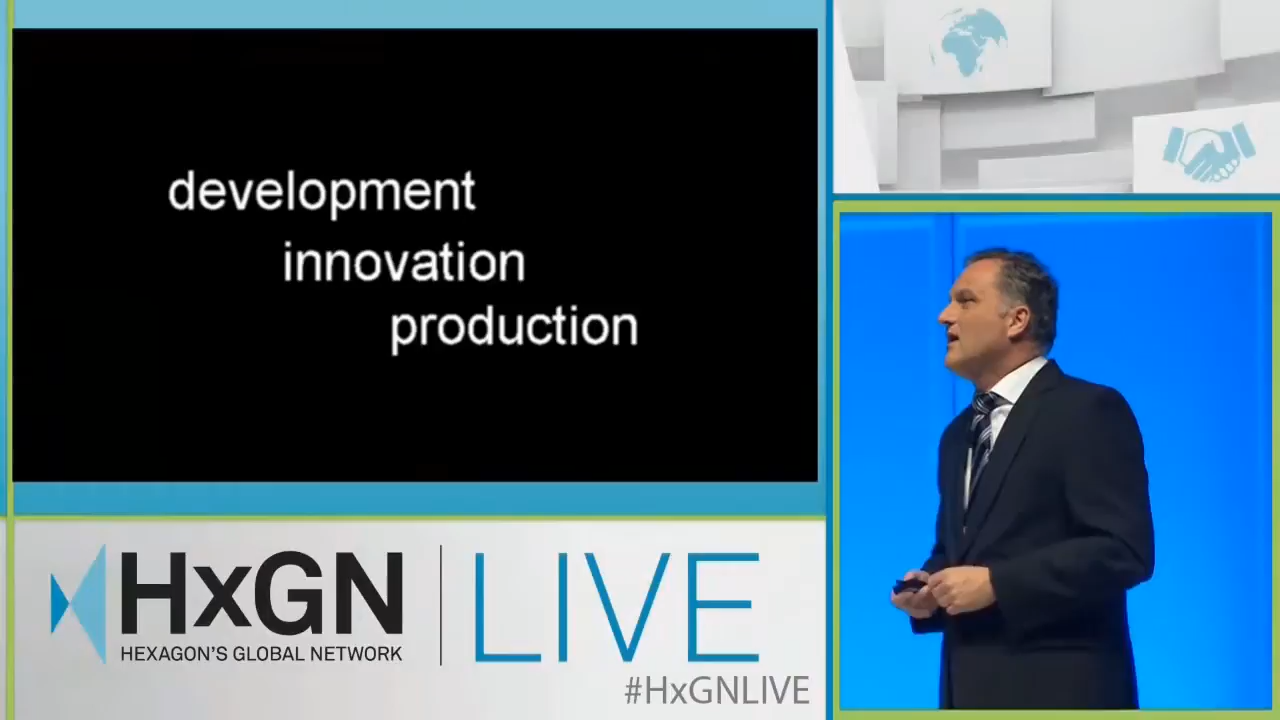 development
innovation
production
HxGN LIVE
HEXAGON'S GLOBAL NETWORK
#HxGNLIVE